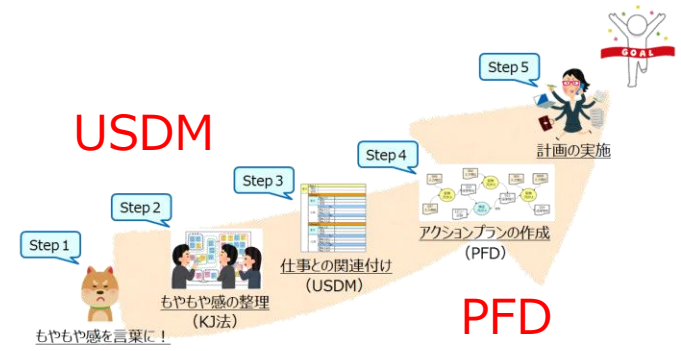 GOAL
Step 5
計画の実施
USDM
Step 4
アクションプランの作成
(PFD)
Step 3
仕事との関連付け
(USDM)
Step 2
もやもや感の整理
(KJ法)
Step 1
もやもや感を言葉に！
PFD